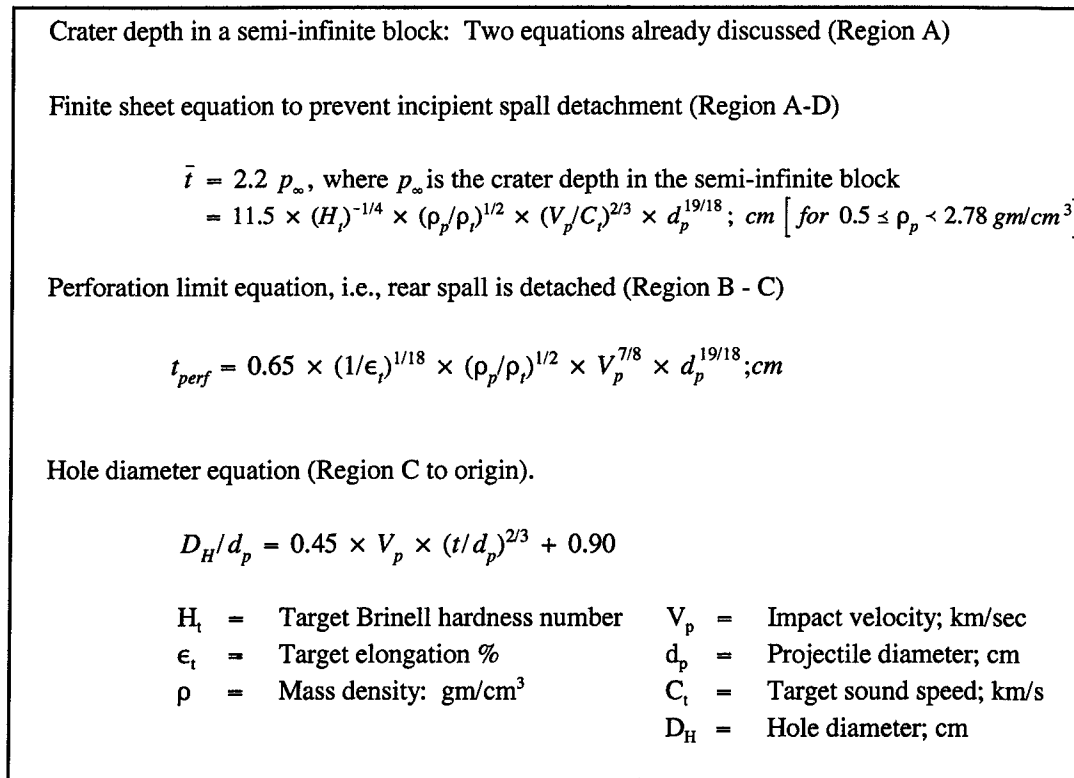 Crater depth in a semi-infinite block: Two equations already discussed (Region A)
Finite sheet equation to prevent incipient spall detachment (Region A-D)
t̄ = 2.2 p∞, where p∞ is the crater depth in the semi-infinite block
= 11.5 × (Hₜ)^-1/4 × (ρₚ/ρₜ)^1/2 × (Vₚ/Cₜ)^2/3 × dₚ^19/18 ; cm [ for 0.5 ≤ ρₚ < 2.78 gm/cm³]
Perforation limit equation, i.e., rear spall is detached (Region B - C)
t_perf = 0.65 × (1/ϵₜ)^1/18 × (ρₚ/ρₜ)^1/2 × Vₚ^7/8 × dₚ^19/18 ;cm
Hole diameter equation (Region C to origin).
D_H/dₚ = 0.45 × Vₚ × (t/dₚ)^2/3 + 0.90
Hₜ = Target Brinell hardness number Vₚ = Impact velocity; km/sec
ϵₜ = Target elongation % dₚ = Projectile diameter; cm
ρ = Mass density: gm/cm³ Cₜ = Target sound speed; km/s
D_H = Hole diameter; cm